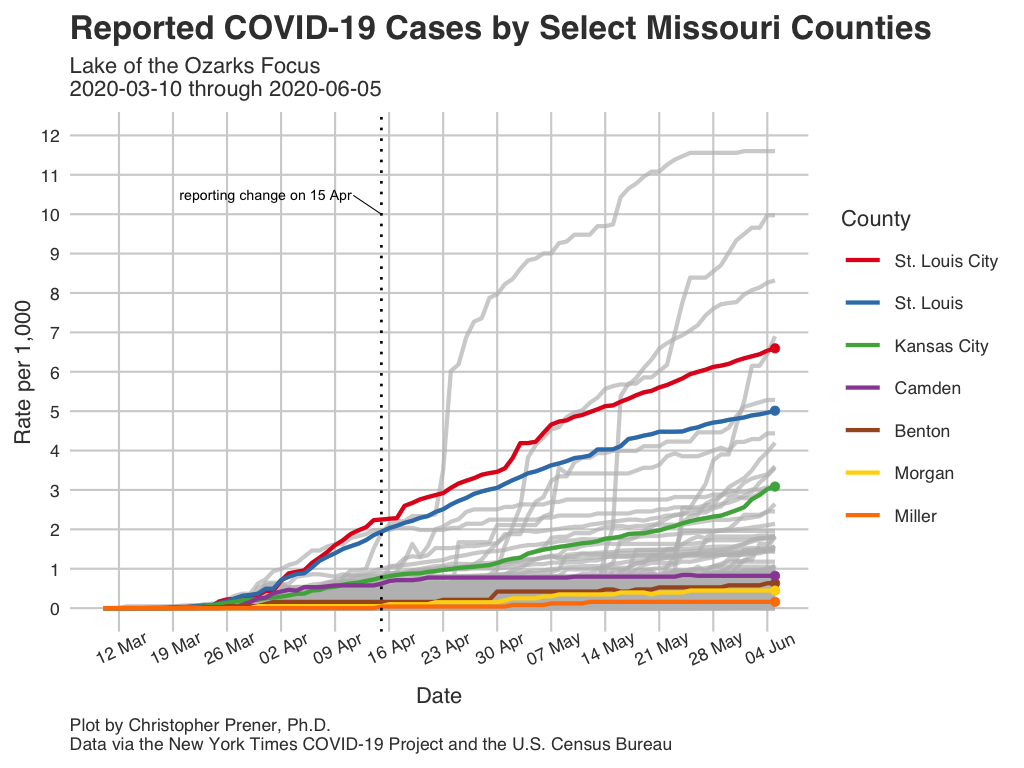 Reported COVID-19 Cases by Select Missouri Counties
Lake of the Ozarks Focus
2020-03-10 through 2020-06-05
Rate per 1,000
12
11
10
9
8
7
6
5
4
3
2
1
0
reporting change on 15 Apr
12 Mar
19 Mar
26 Mar
02 Apr
09 Apr
16 Apr
23 Apr
30 Apr
07 May
14 May
21 May
28 May
04 Jun
Date
County
St. Louis City
St. Louis
Kansas City
Camden
Benton
Morgan
Miller
Plot by Christopher Prener, Ph.D.
Data via the New York Times COVID-19 Project and the U.S. Census Bureau